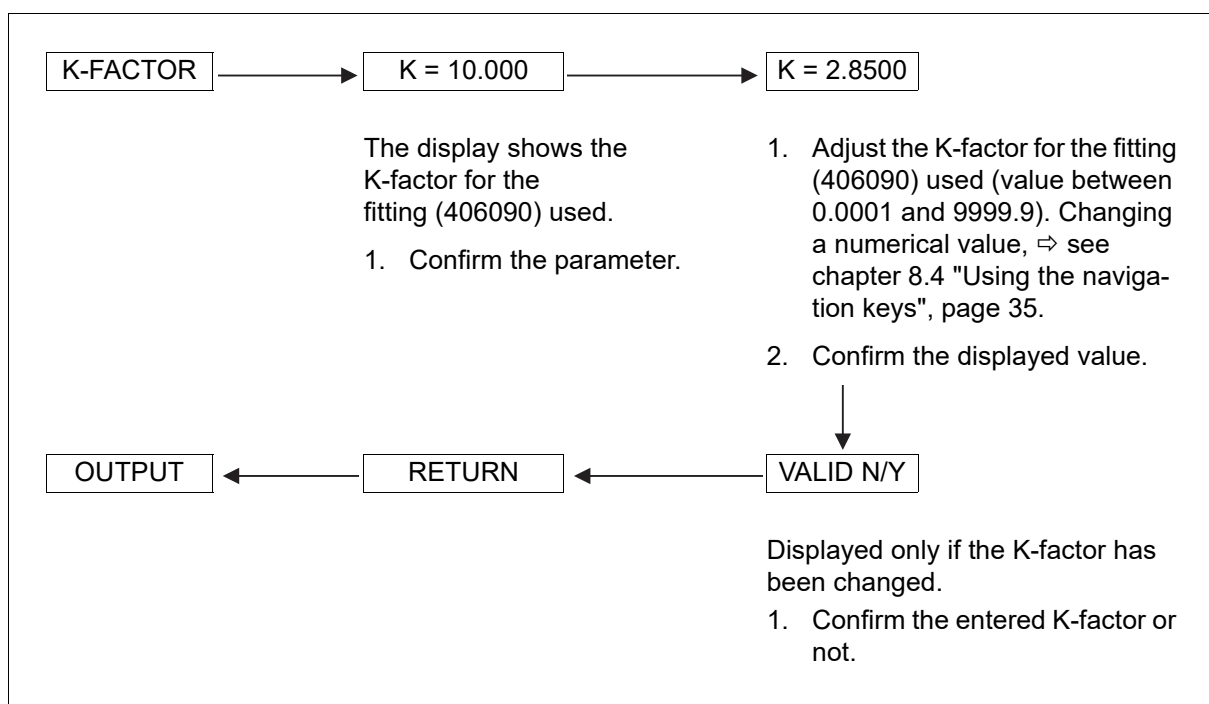 K-FACTOR
K = 10.000
K = 2.8500
The display shows the
K-factor for the
fitting (406090) used.
1. Confirm the parameter.
1. Adjust the K-factor for the fitting
(406090) used (value between
0.0001 and 9999.9). Changing
a numerical value, ⇨ see
chapter 8.4 "Using the naviga-
tion keys", page 35.
2. Confirm the displayed value.
OUTPUT
RETURN
VALID N/Y
Displayed only if the K-factor has
been changed.
1. Confirm the entered K-factor or
not.